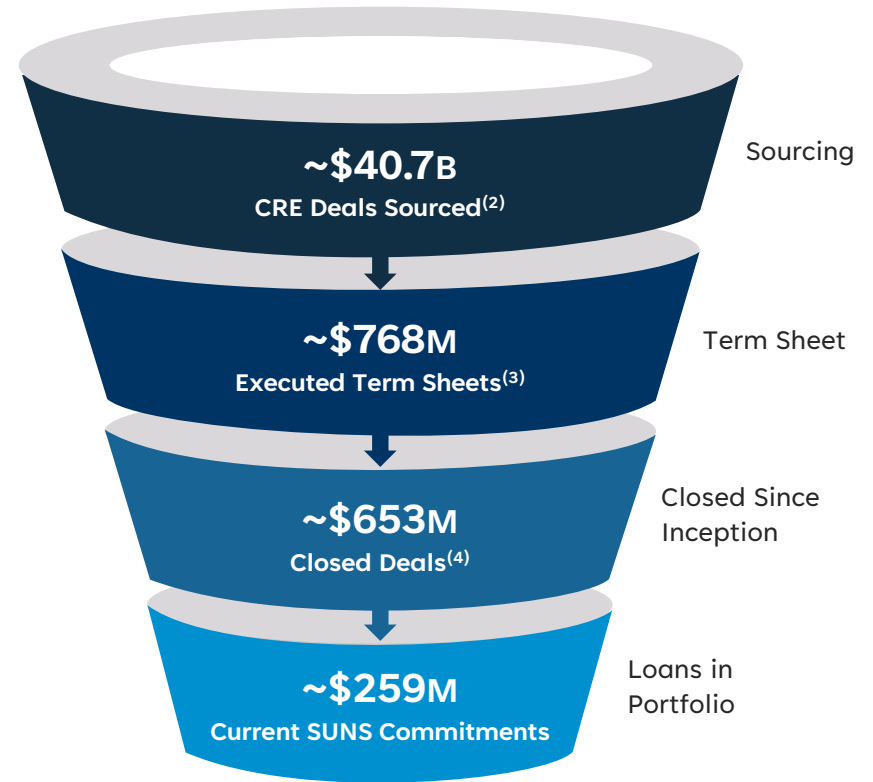 ~$40.7B
CRE Deals Sourced(2)
Sourcing
~$768M
Executed Term Sheets(3)
Term Sheet
~$653M
Closed Deals(4)
Closed Since
Inception
~$259M
Current SUNS Commitments
Loans in
Portfolio